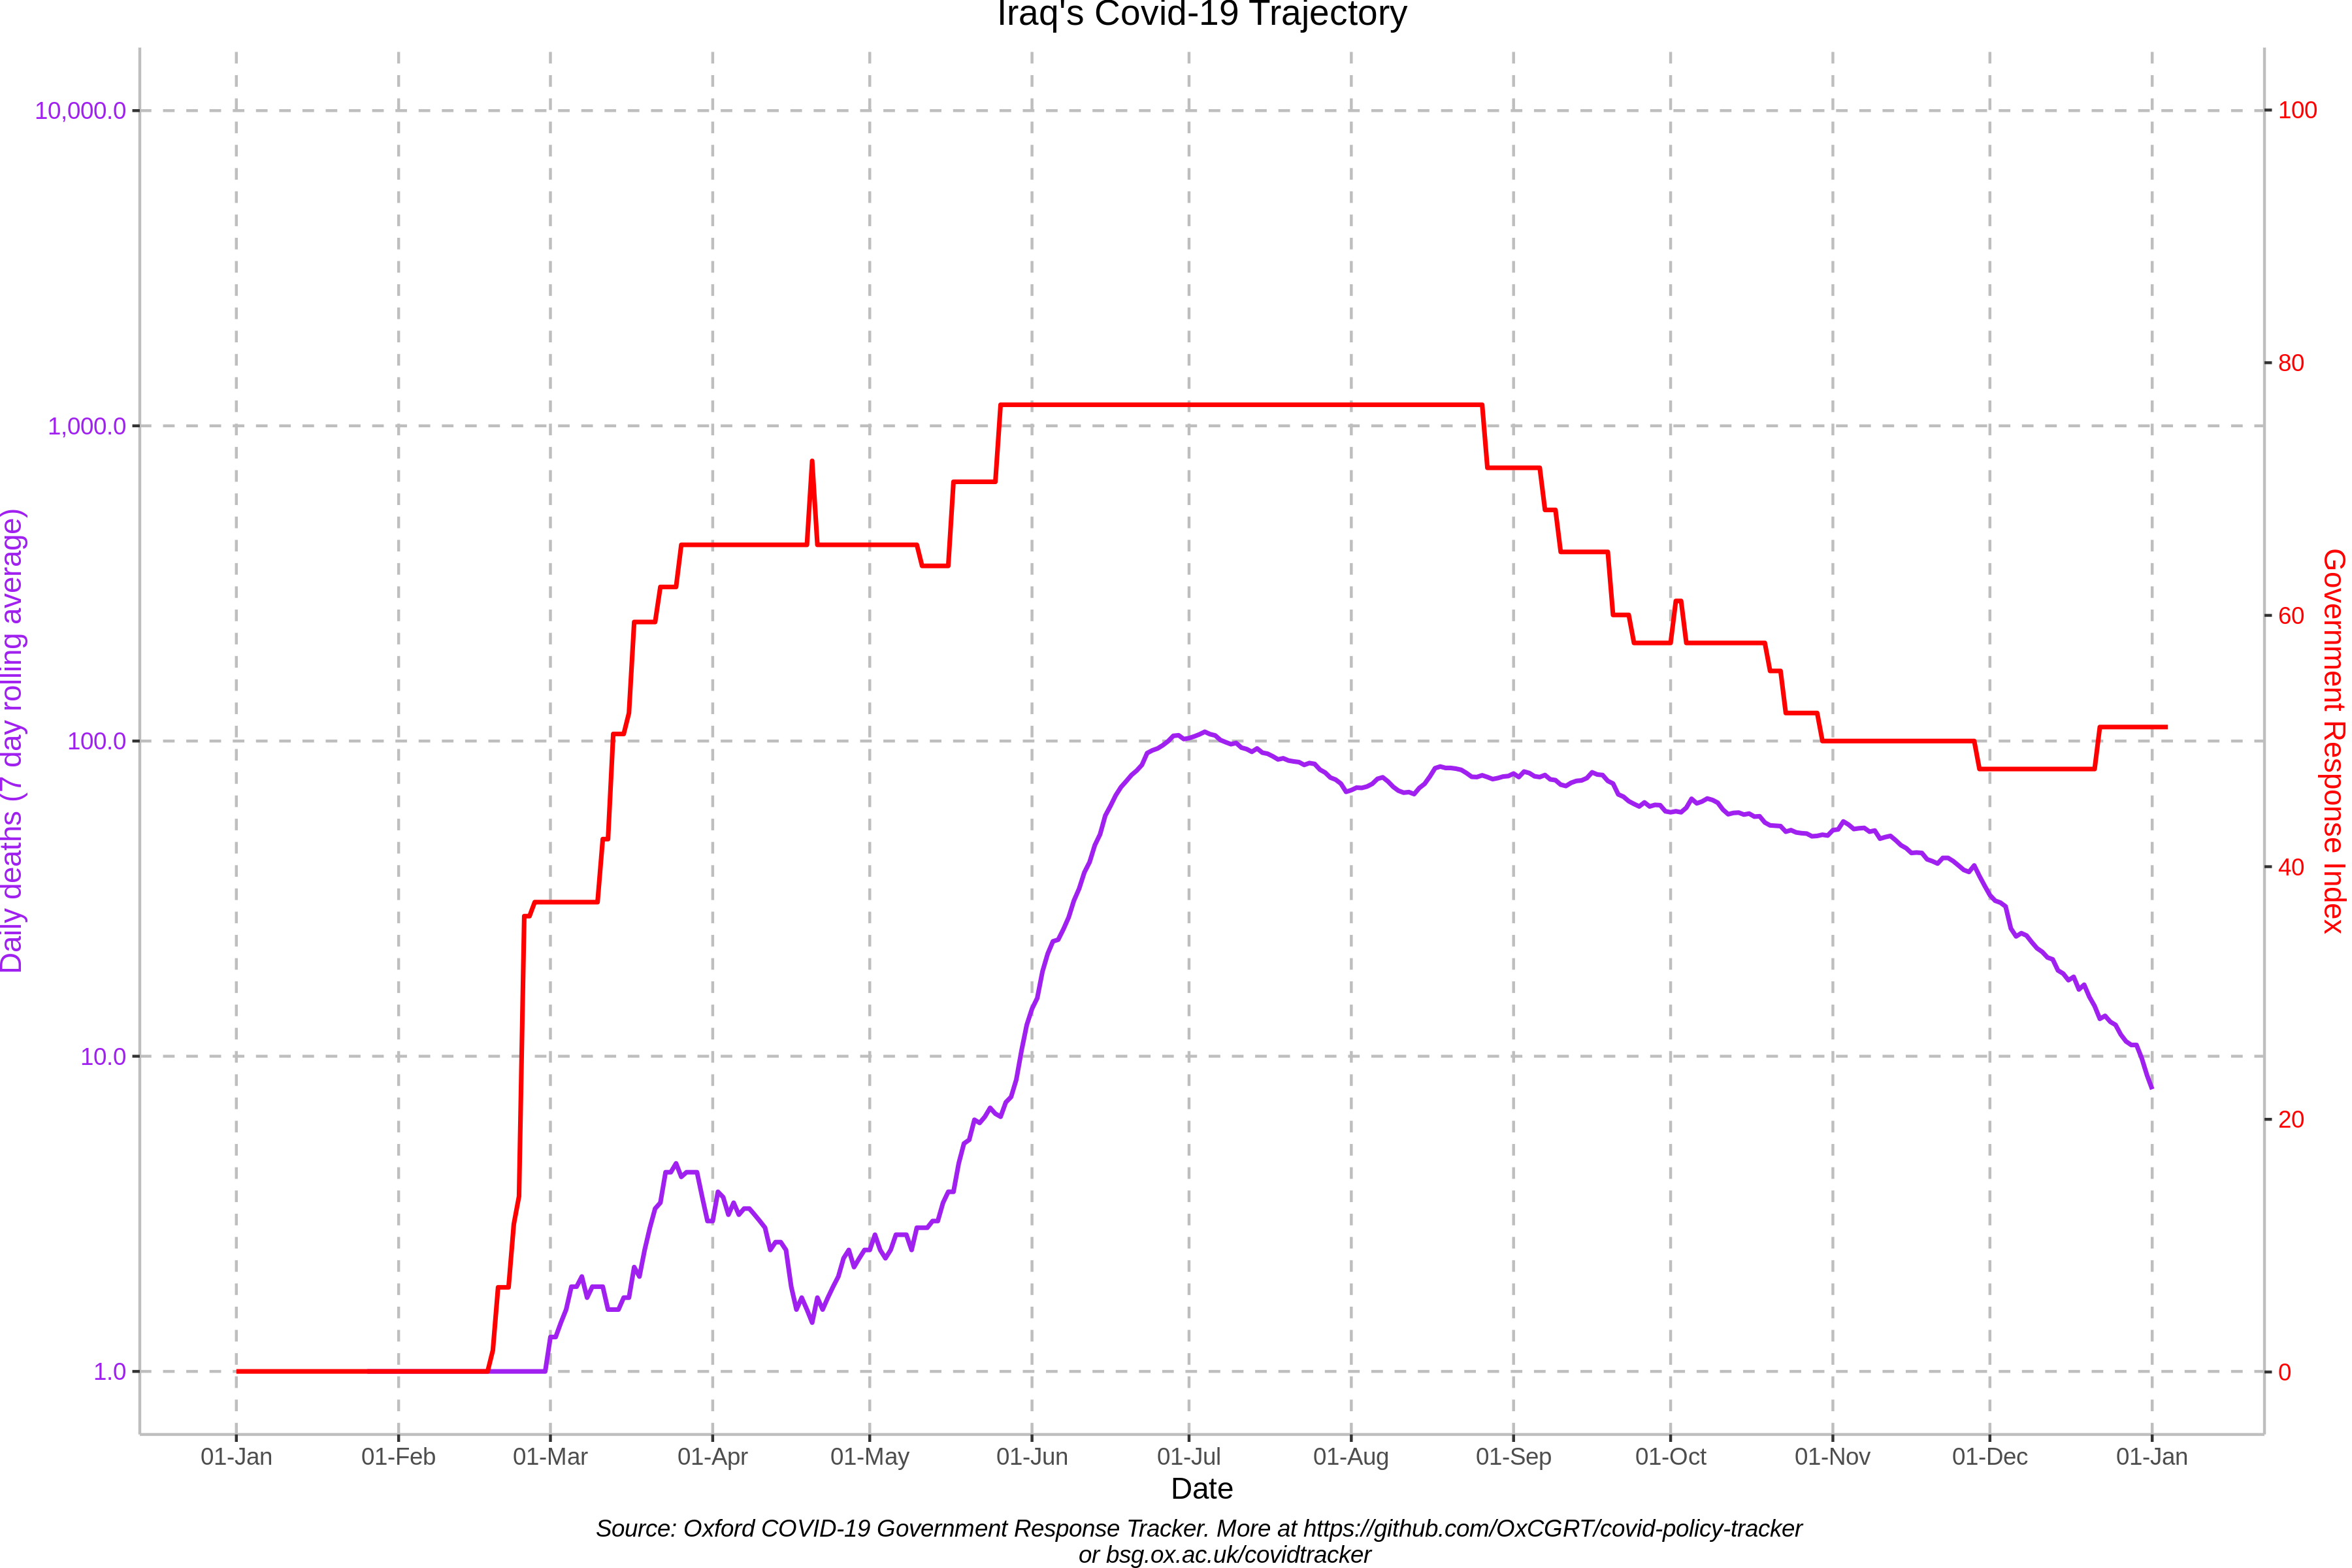 Iraq's Covid-19 Trajectory
10,000.0
1,000.0
100.0
10.0
1.0
Daily deaths (7 day rolling average)
100
80
60
40
20
0
Government Response Index
01-Jan 01-Feb 01-Mar 01-Apr 01-May 01-Jun 01-Jul 01-Aug 01-Sep 01-Oct 01-Nov 01-Dec 01-Jan
Date
Source: Oxford COVID-19 Government Response Tracker. More at https://github.com/OxCGRT/covid-policy-tracker
or bsg.ox.ac.uk/covidtracker